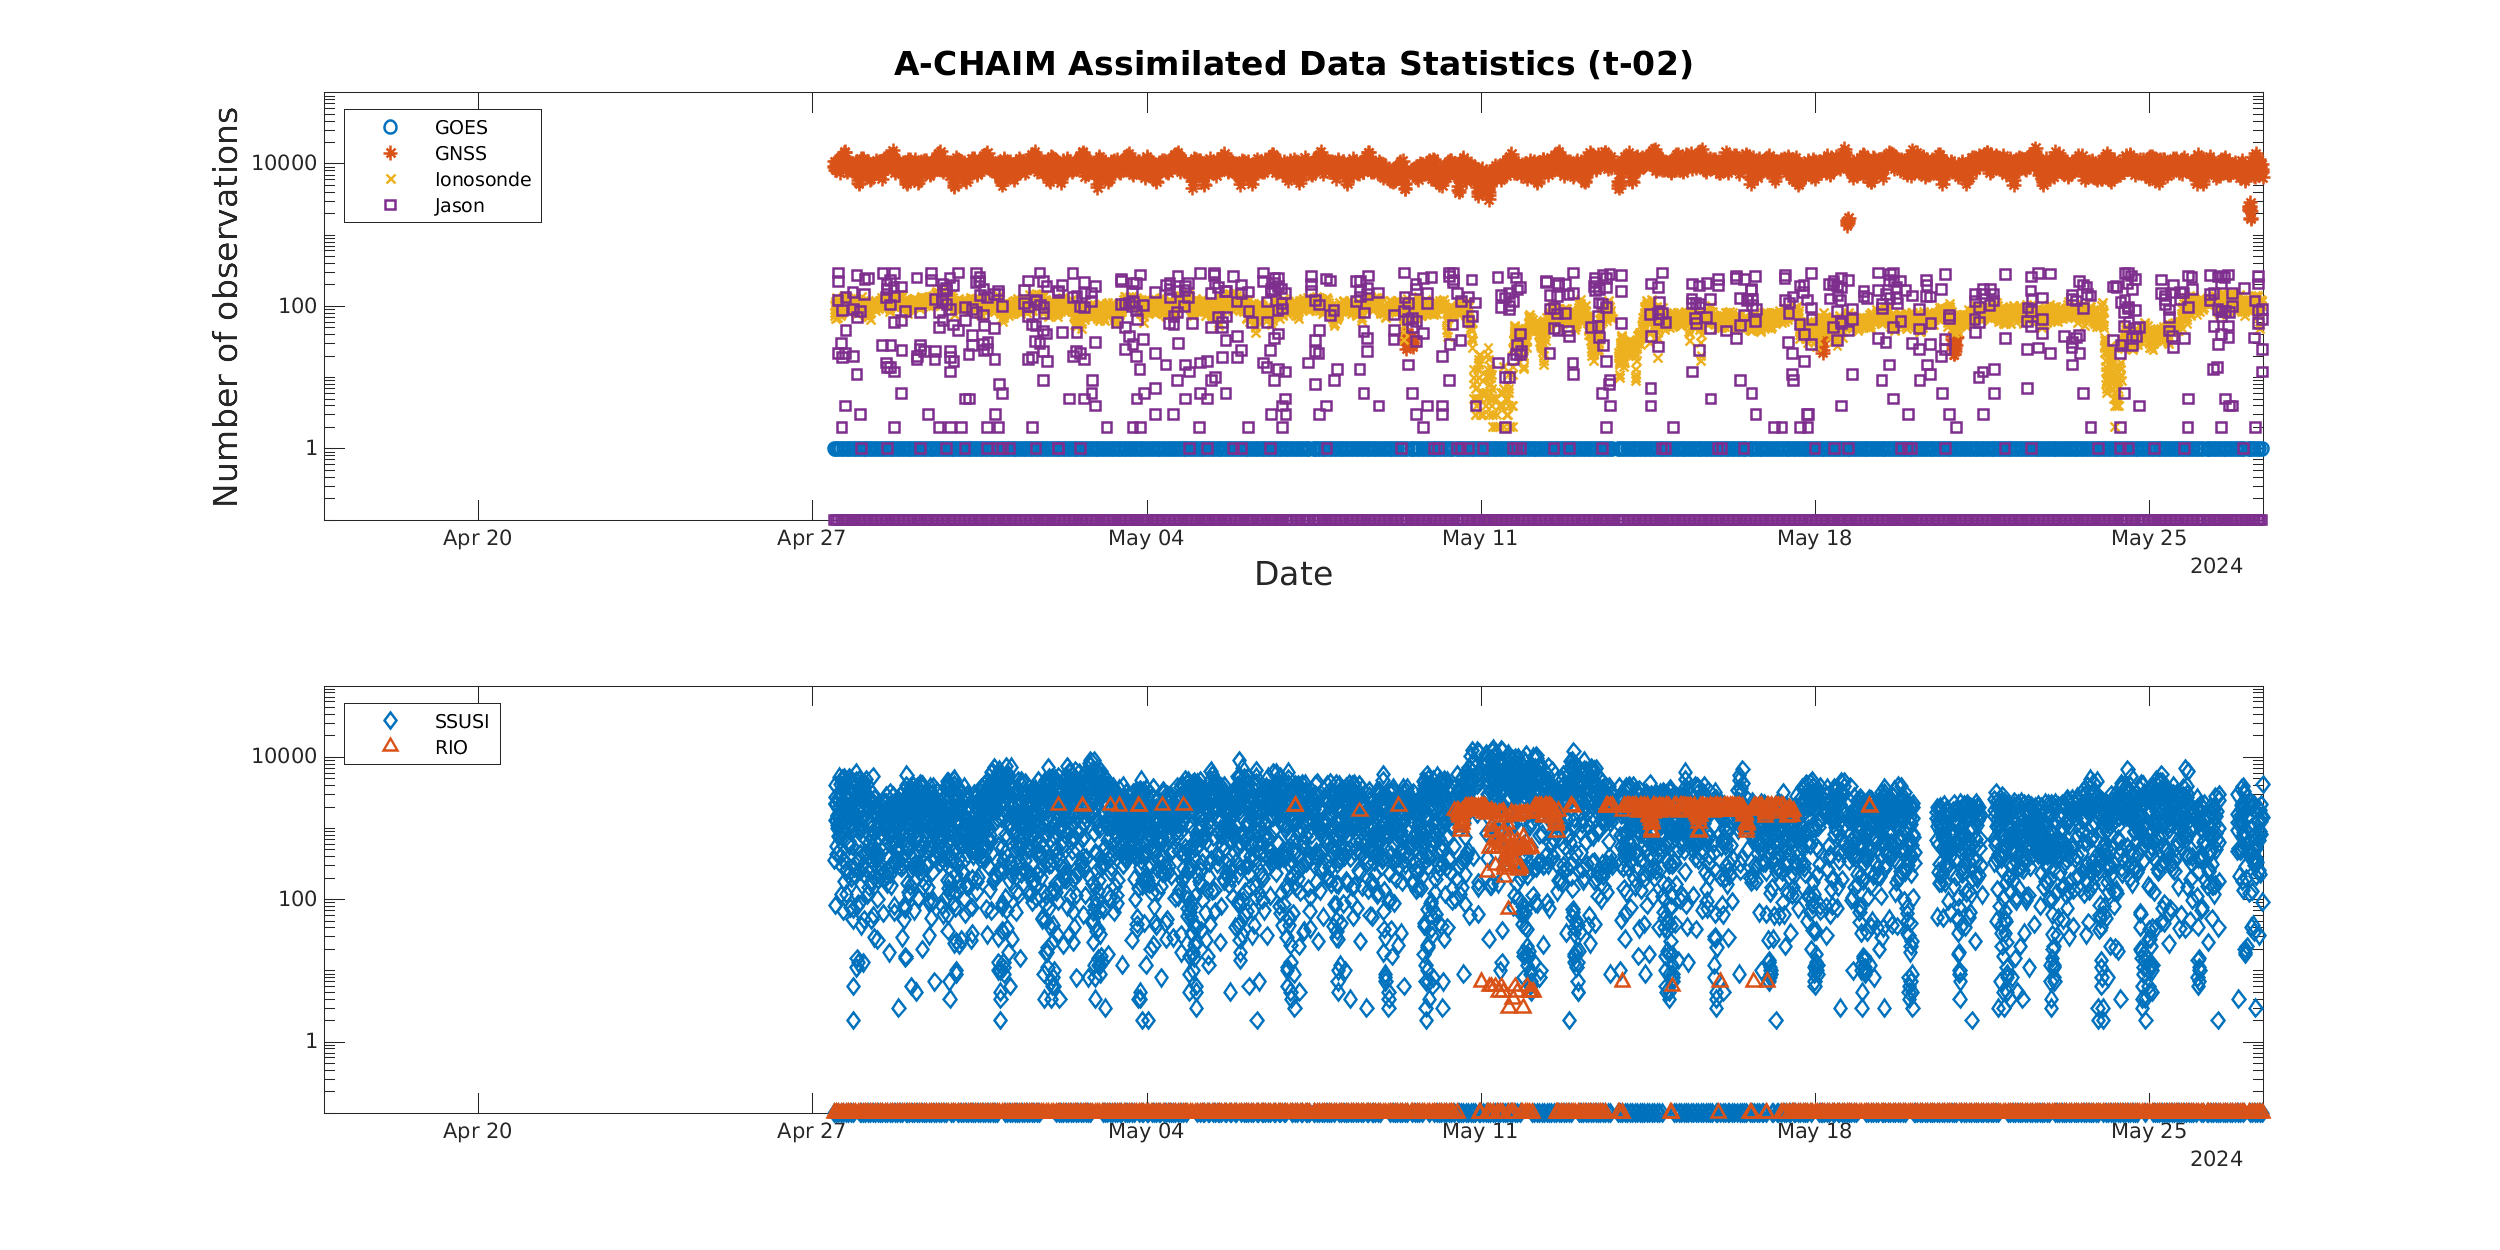 A-CHAIM Assimilated Data Statistics (t-02)
Number of observations
10000
100
1
GOES
GNSS
Ionosonde
Jason
Apr 20
Apr 27
May 04
May 11
May 18
May 25
2024
Date
10000
100
1
SSUSI
RIO
Apr 20
Apr 27
May 04
May 11
May 18
May 25
2024